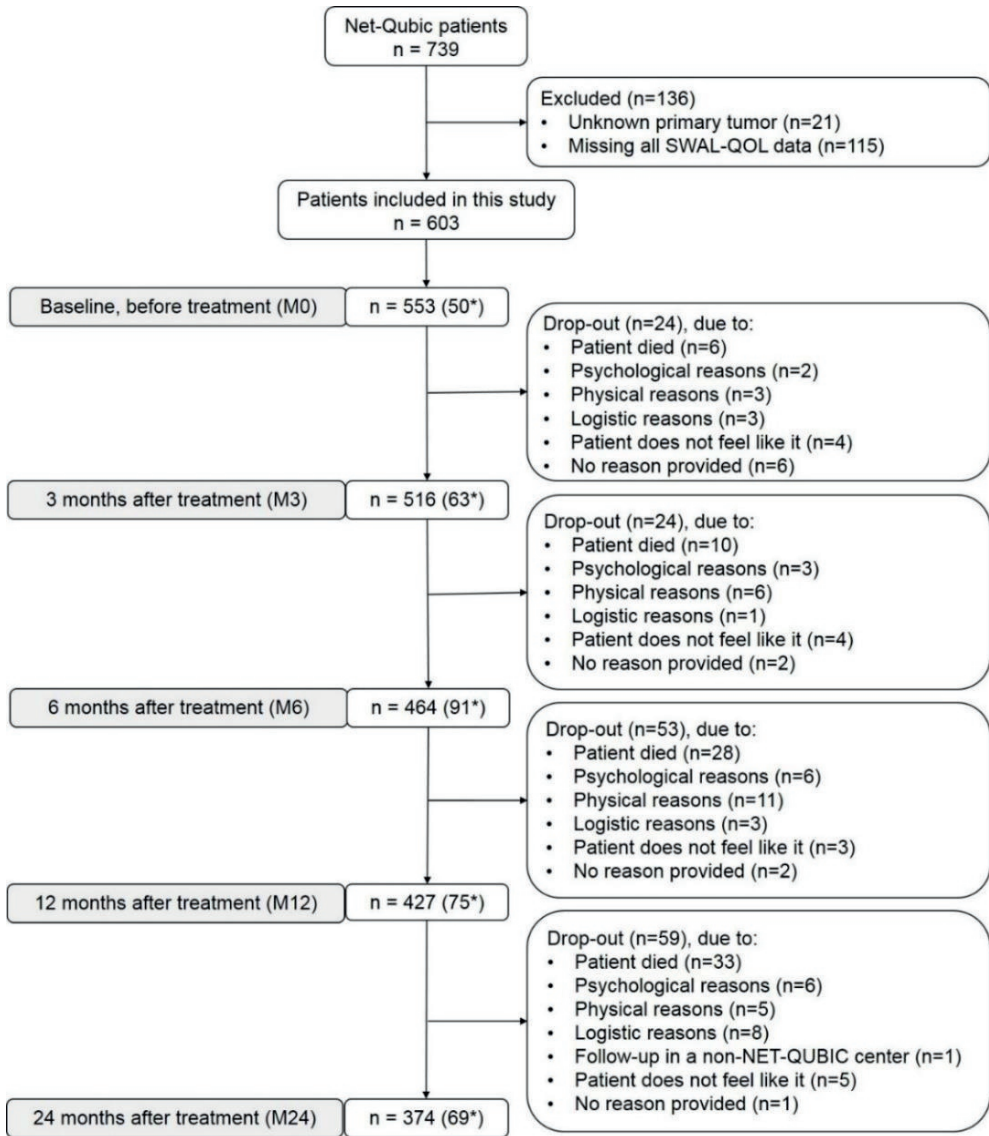 Net-Qubic patients
n = 739
Excluded (n=136)
• Unknown primary tumor (n=21)
• Missing all SWAL-QOL data (n=115)
Patients included in this study
n = 603
Baseline, before treatment (M0)
n = 553 (50*)
Drop-out (n=24), due to:
• Patient died (n=6)
• Psychological reasons (n=2)
• Physical reasons (n=3)
• Logistic reasons (n=3)
• Patient does not feel like it (n=4)
• No reason provided (n=6)
3 months after treatment (M3)
n = 516 (63*)
Drop-out (n=24), due to:
• Patient died (n=10)
• Psychological reasons (n=3)
• Physical reasons (n=6)
• Logistic reasons (n=1)
• Patient does not feel like it (n=4)
• No reason provided (n=2)
6 months after treatment (M6)
n = 464 (91*)
Drop-out (n=53), due to:
• Patient died (n=28)
• Psychological reasons (n=6)
• Physical reasons (n=11)
• Logistic reasons (n=3)
• Patient does not feel like it (n=3)
• No reason provided (n=2)
12 months after treatment (M12)
n = 427 (75*)
Drop-out (n=59), due to:
• Patient died (n=33)
• Psychological reasons (n=6)
• Physical reasons (n=5)
• Logistic reasons (n=8)
• Follow-up in a non-NET-QUBIC center (n=1)
• Patient does not feel like it (n=5)
• No reason provided (n=1)
24 months after treatment (M24)
n = 374 (69*)